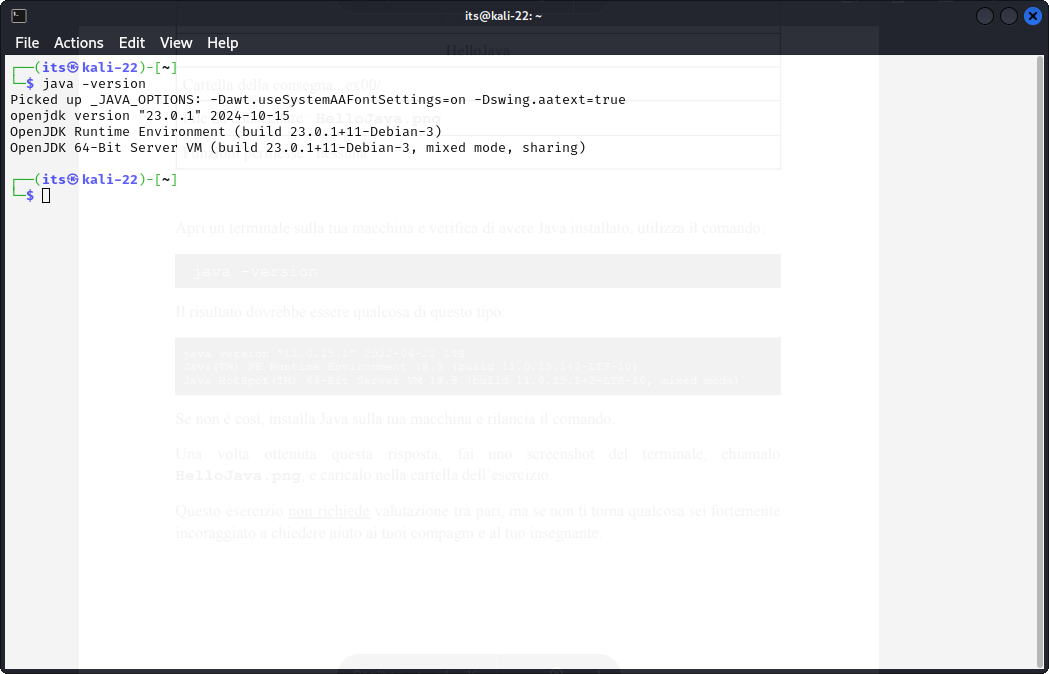 its@kali-22: ~
File Actions Edit View Help
┌──(its㉿kali-22)-[~]
└─$ java -version
Picked up _JAVA_OPTIONS: -Dawt.useSystemAAFontSettings=on -Dswing.aatext=true
openjdk version "23.0.1" 2024-10-15
OpenJDK Runtime Environment (build 23.0.1+11-Debian-3)
OpenJDK 64-Bit Server VM (build 23.0.1+11-Debian-3, mixed mode, sharing)
┌──(its㉿kali-22)-[~]
└─$
HelloJava
Cartella della consegna ex00/
HelloJava.png
Funzioni permesse nessuna
Apri un terminale sulla tua macchina e verifica di avere Java installato, utilizza il comando:
java -version
Il risultato dovrebbe essere qualcosa di questo tipo:
java version "11.0.15.1" 2022-04-22 LTS
Java(TM) SE Runtime Environment 18.9 (build 11.0.15.1+2-LTS-10)
Java HotSpot(TM) 64-Bit Server VM 18.9 (build 11.0.15.1+2-LTS-10, mixed mode)
Se non è così, installa Java sulla tua macchina e rilancia il comando.
Una volta ottenuta questa risposta, fai uno screenshot del terminale, chiamalo
HelloJava.png, e caricalo nella cartella dell'esercizio.
Questo esercizio non richiede valutazione tra pari, ma se non ti torna qualcosa sei fortemente
incoraggiato a chiedere aiuto ai tuoi compagni e al tuo insegnante.